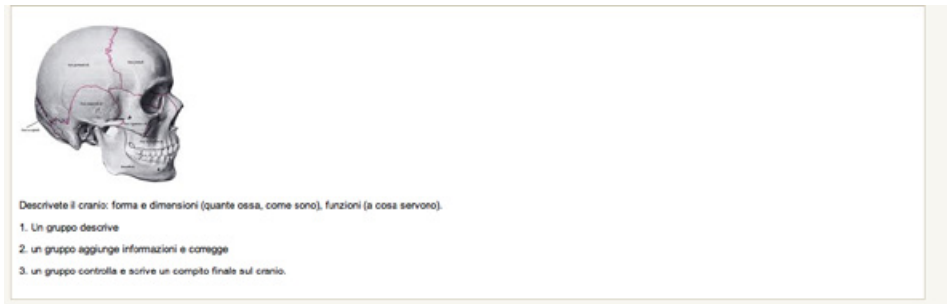 Descrivete il cranio: forma e dimensioni (quante ossa, come sono), funzioni (a cosa servono).
1. Un gruppo descrive
2. un gruppo aggiunge informazioni e corregge
3. un gruppo controlla e scrive un compito finale sul cranio.